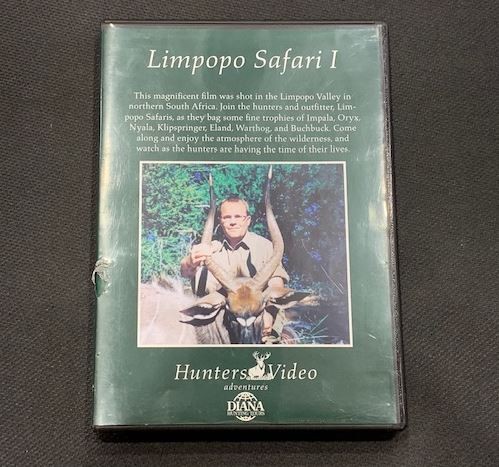 Limpopo Safari I
This magnificent film was shot in the Limpopo Valley in
northern South Africa. Join the hunters and outfitter, Lim-
popo Safaris, as they bag some fine trophies of Impala, Oryx,
Nyala, Klipspringer, Eland, Warthog, and Buchbuck. Come
along and enjoy the atmosphere of the wilderness, and
watch as the hunters are having the time of their lives.
Hunters Video
adventures
DIANA
HUNTING TOURS